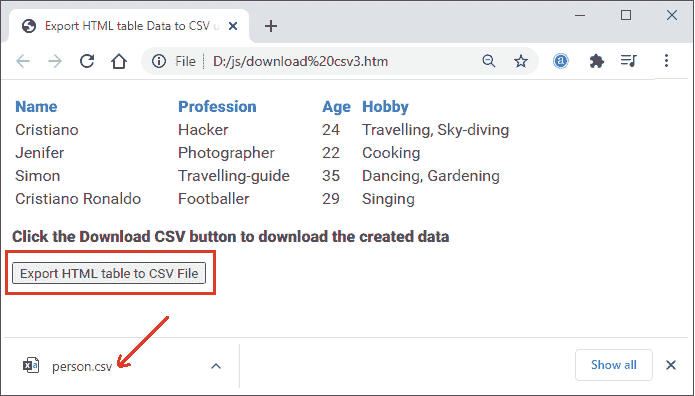 Export HTML table Data to CSV u
File D:/js/download%20csv3.htm
Name Profession Age Hobby
Cristiano Hacker 24 Travelling, Sky-diving
Jenifer Photographer 22 Cooking
Simon Travelling-guide 35 Dancing, Gardening
Cristiano Ronaldo Footballer 29 Singing
Click the Download CSV button to download the created data
Export HTML table to CSV File
person.csv Show all